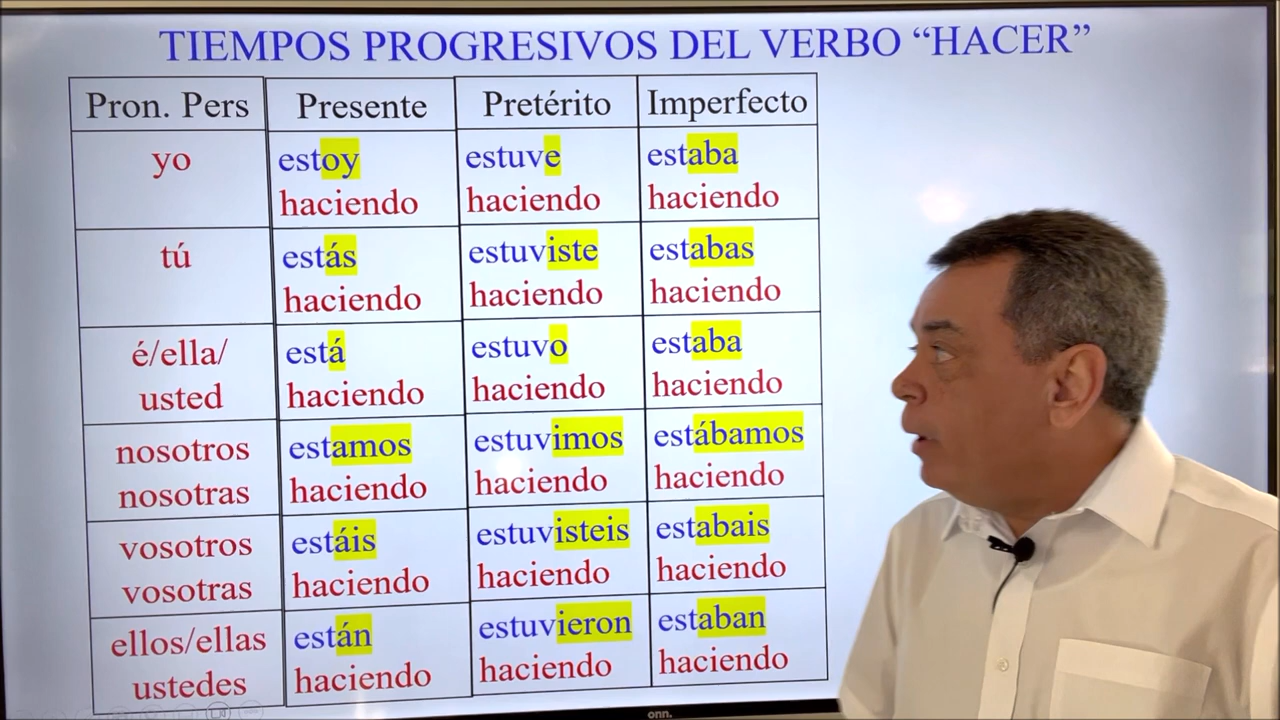 TIEMPOS PROGRESIVOS DEL VERBO “HACER”
Pron. Pers Presente Pretérito Imperfecto
yo estoy estuve estaba
haciendo haciendo haciendo
tú estás estuviste estabas
haciendo haciendo haciendo
é/ella/ está estuvo estaba
usted haciendo haciendo haciendo
nosotros estamos estuvimos estábamos
nosotras haciendo haciendo haciendo
vosotros estáis estuvisteis estabais
vosotras haciendo haciendo haciendo
ellos/ellas están estuvieron estaban
ustedes haciendo haciendo haciendo
onn.